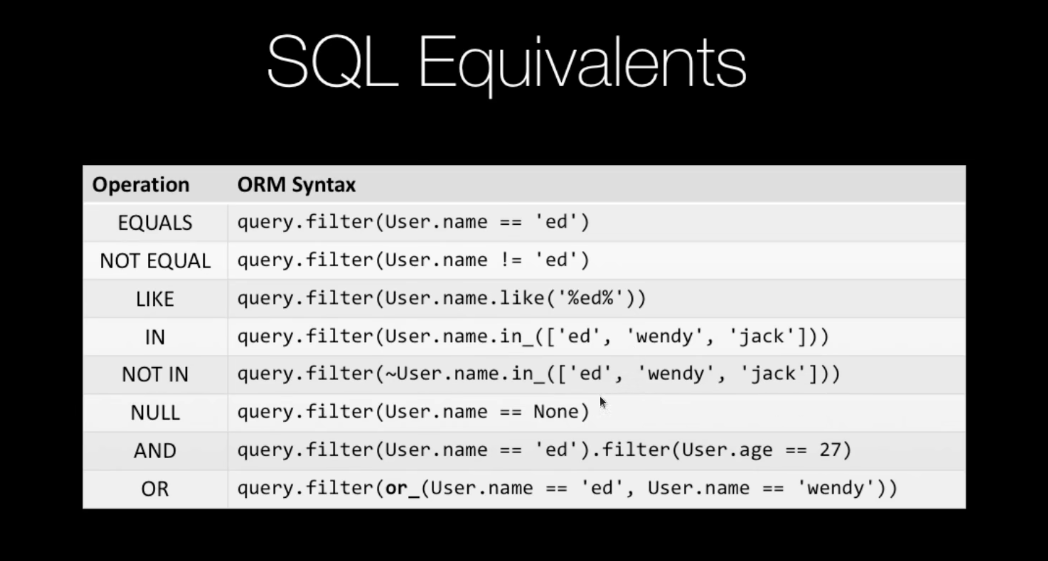 SQL Equivalents
Operation ORM Syntax
EQUALS query.filter(User.name == 'ed')
NOT EQUAL query.filter(User.name != 'ed')
LIKE query.filter(User.name.like('%ed%'))
IN query.filter(User.name.in_(['ed', 'wendy', 'jack']))
NOT IN query.filter(~User.name.in_(['ed', 'wendy', 'jack']))
NULL query.filter(User.name == None)
AND query.filter(User.name == 'ed').filter(User.age == 27)
OR query.filter(or_(User.name == 'ed', User.name == 'wendy'))